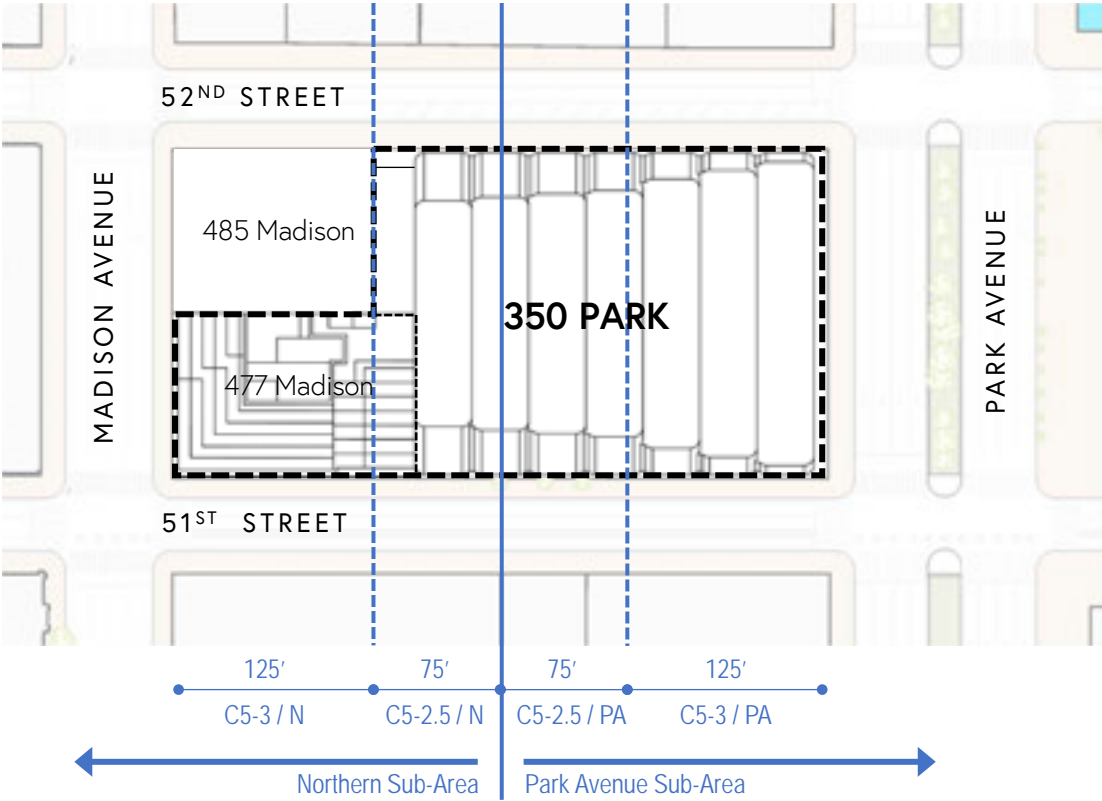 52ND STREET
MADISON AVENUE
485 Madison
PARK AVENUE
350 PARK
477 Madison
51ST STREET
125′ 75′ 75′ 125′
C5-3 / N C5-2.5 / N C5-2.5 / PA C5-3 / PA
Northern Sub-Area Park Avenue Sub-Area